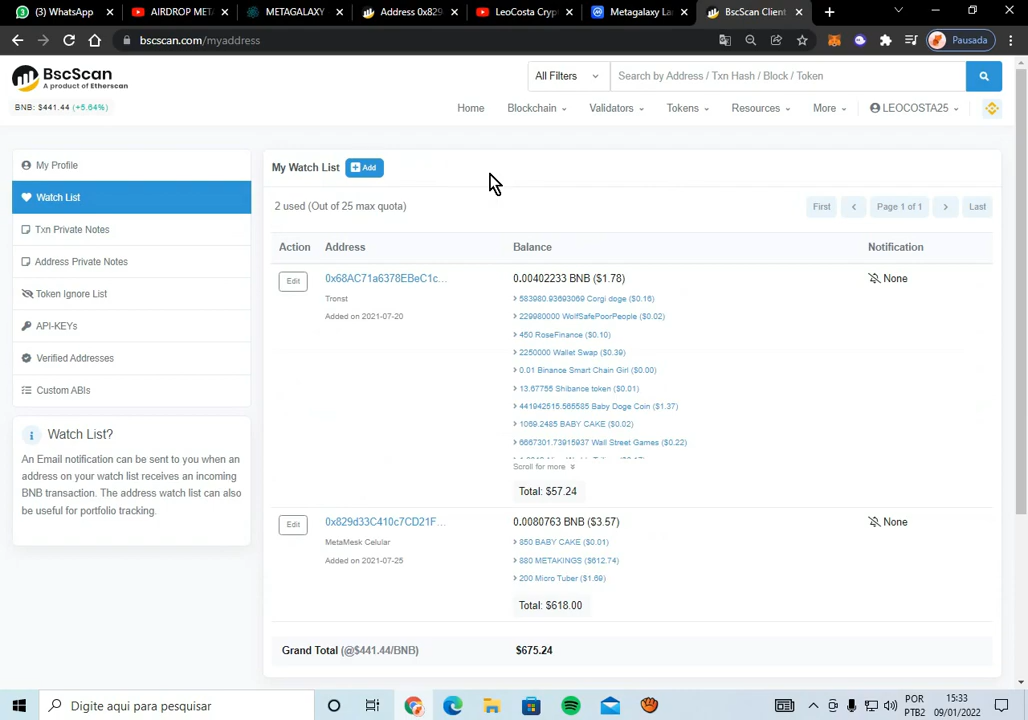 (3) WhatsApp
AIRDROP META
METAGALAXY
Address 0x829
LeoCosta Cryp
Metagalaxy La
BscScan Client
bscscan.com/myaddress
Pausada
BscScan
A product of Etherscan
BNB: $441.44 (+5.64%)
All Filters
Search by Address / Txn Hash / Block / Token
Home
Blockchain
Validators
Tokens
Resources
More
LEOCOSTA25
My Profile
Watch List
Txn Private Notes
Address Private Notes
Token Ignore List
API-KEYs
Verified Addresses
Custom ABIs
Watch List?
An Email notification can be sent to you when an
address on your watch list receives an incoming
BNB transaction. The address watch list can also
be useful for portfolio tracking.
My Watch List
Add
2 used (Out of 25 max quota)
First
Page 1 of 1
Last
Action
Address
Balance
Notification
Edit
0x68AC71a6378EBeC1c...
Tronst
Added on 2021-07-20
0.00402233 BNB ($1.78)
583980.93693069 Corgi doge ($0.16)
229980000 WolfSafePoorPeople ($0.02)
450 RoseFinance ($0.10)
2250000 Wallet Swap ($0.39)
0.01 Binance Smart Chain Girl ($0.00)
13.67755 Shibance token ($0.01)
441942515.565585 Baby Doge Coin ($1.37)
1069.2485 BABY CAKE ($0.02)
6667301.73915937 Wall Street Games ($0.22)
Scroll for more
Total: $57.24
None
Edit
0x829d33C410c7CD21F...
MetaMesk Celular
Added on 2021-07-25
0.0080763 BNB ($3.57)
850 BABY CAKE ($0.01)
880 METAKINGS ($612.74)
200 Micro Tuber ($1.69)
Total: $618.00
None
Grand Total (@$441.44/BNB)
$675.24
Digite aqui para pesquisar
POR
PTB2
15:33
09/01/2022